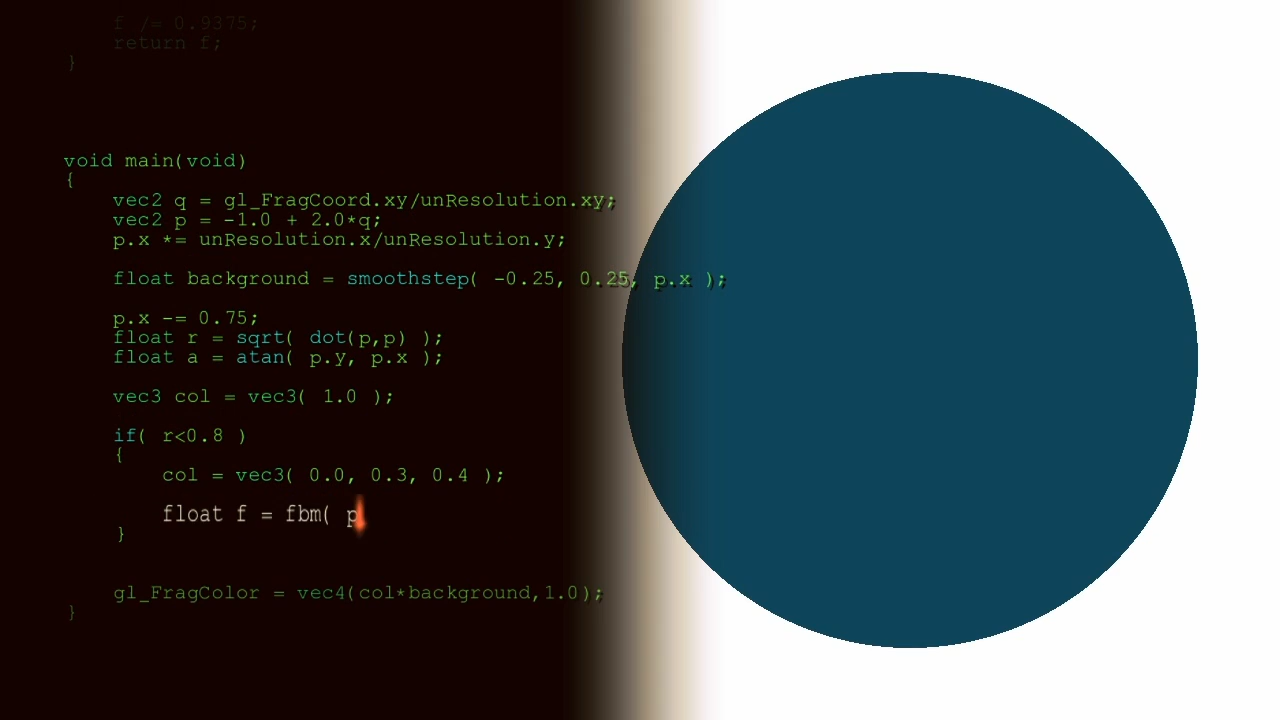 f /= 0.9375;
return f;
}
void main(void)
{
vec2 q = gl_FragCoord.xy/unResolution.xy;
vec2 p = -1.0 + 2.0*q;
p.x *= unResolution.x/unResolution.y;
float background = smoothstep( -0.25, 0.25, p.x );
p.x -= 0.75;
float r = sqrt( dot(p,p) );
float a = atan( p.y, p.x );
vec3 col = vec3( 1.0 );
if( r<0.8 )
{
col = vec3( 0.0, 0.3, 0.4 );
float f = fbm( p
}
gl_FragColor = vec4(col*background,1.0);
}